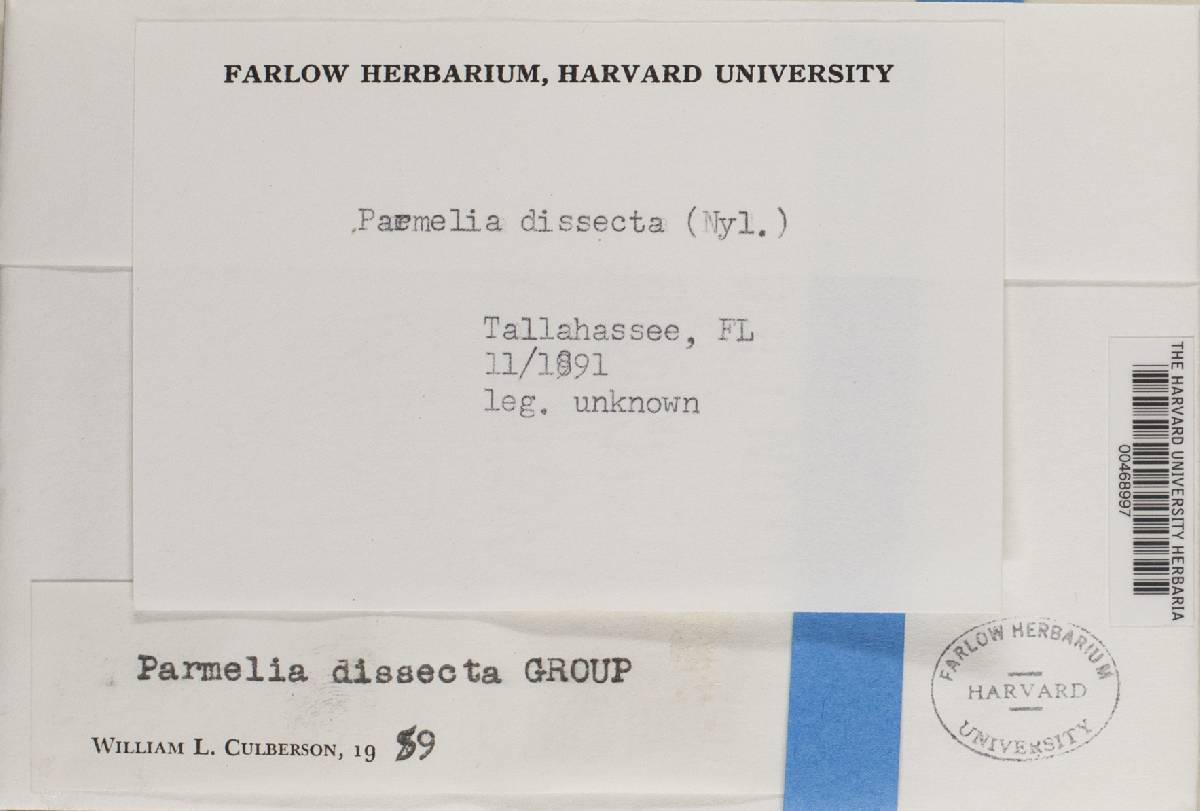 FARLOW HERBARIUM, HARVARD UNIVERSITY
Parmelia dissecta (Nyl.)
Tallahassee, FL
11/1891
leg. unknown
THE HARVARD UNIVERSITY HERBARIA
00468997
Parmelia dissecta GROUP
WILLIAM L. CULBERSON, 19 59
FARLOW HERBARIUM
HARVARD
UNIVERSITY